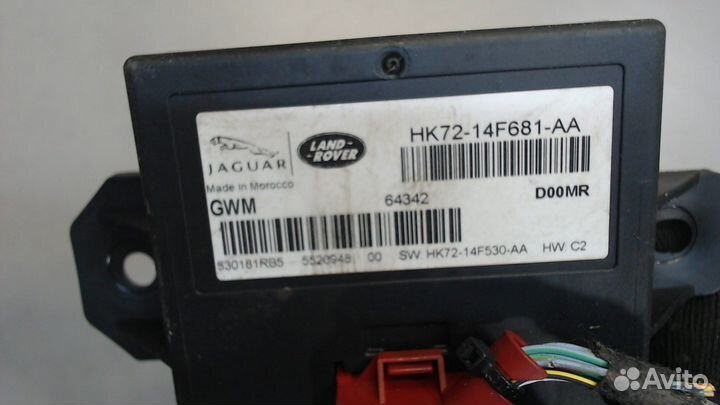 HK72-14F681-AA
JAGUAR
LAND-
ROVER
Made in Morocco
GWM
64342
D00MR
530181RB5 5520948 00 SW: HK72-14F530-AA HW: C2
Avito